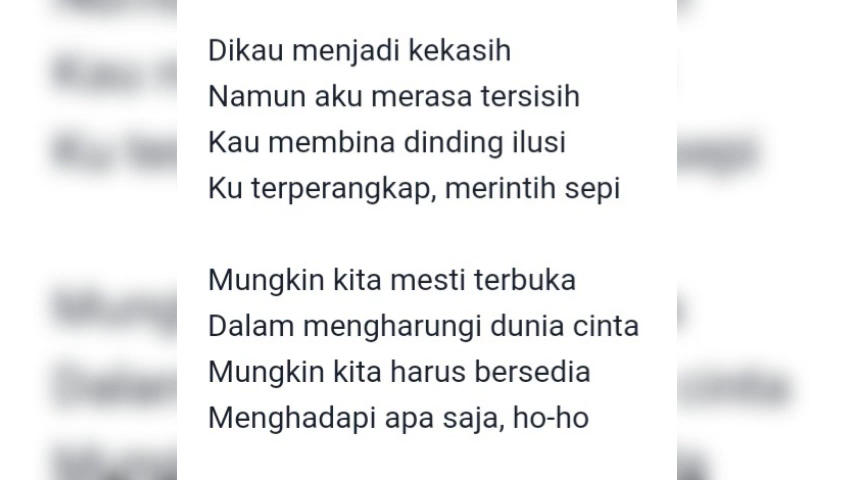 Dikau menjadi kekasih
Namun aku merasa tersisih
Kau membina dinding ilusi
Ku terperangkap, merintih sepi
Mungkin kita mesti terbuka
Dalam mengharungi dunia cinta
Mungkin kita harus bersedia
Menghadapi apa saja, ho-ho